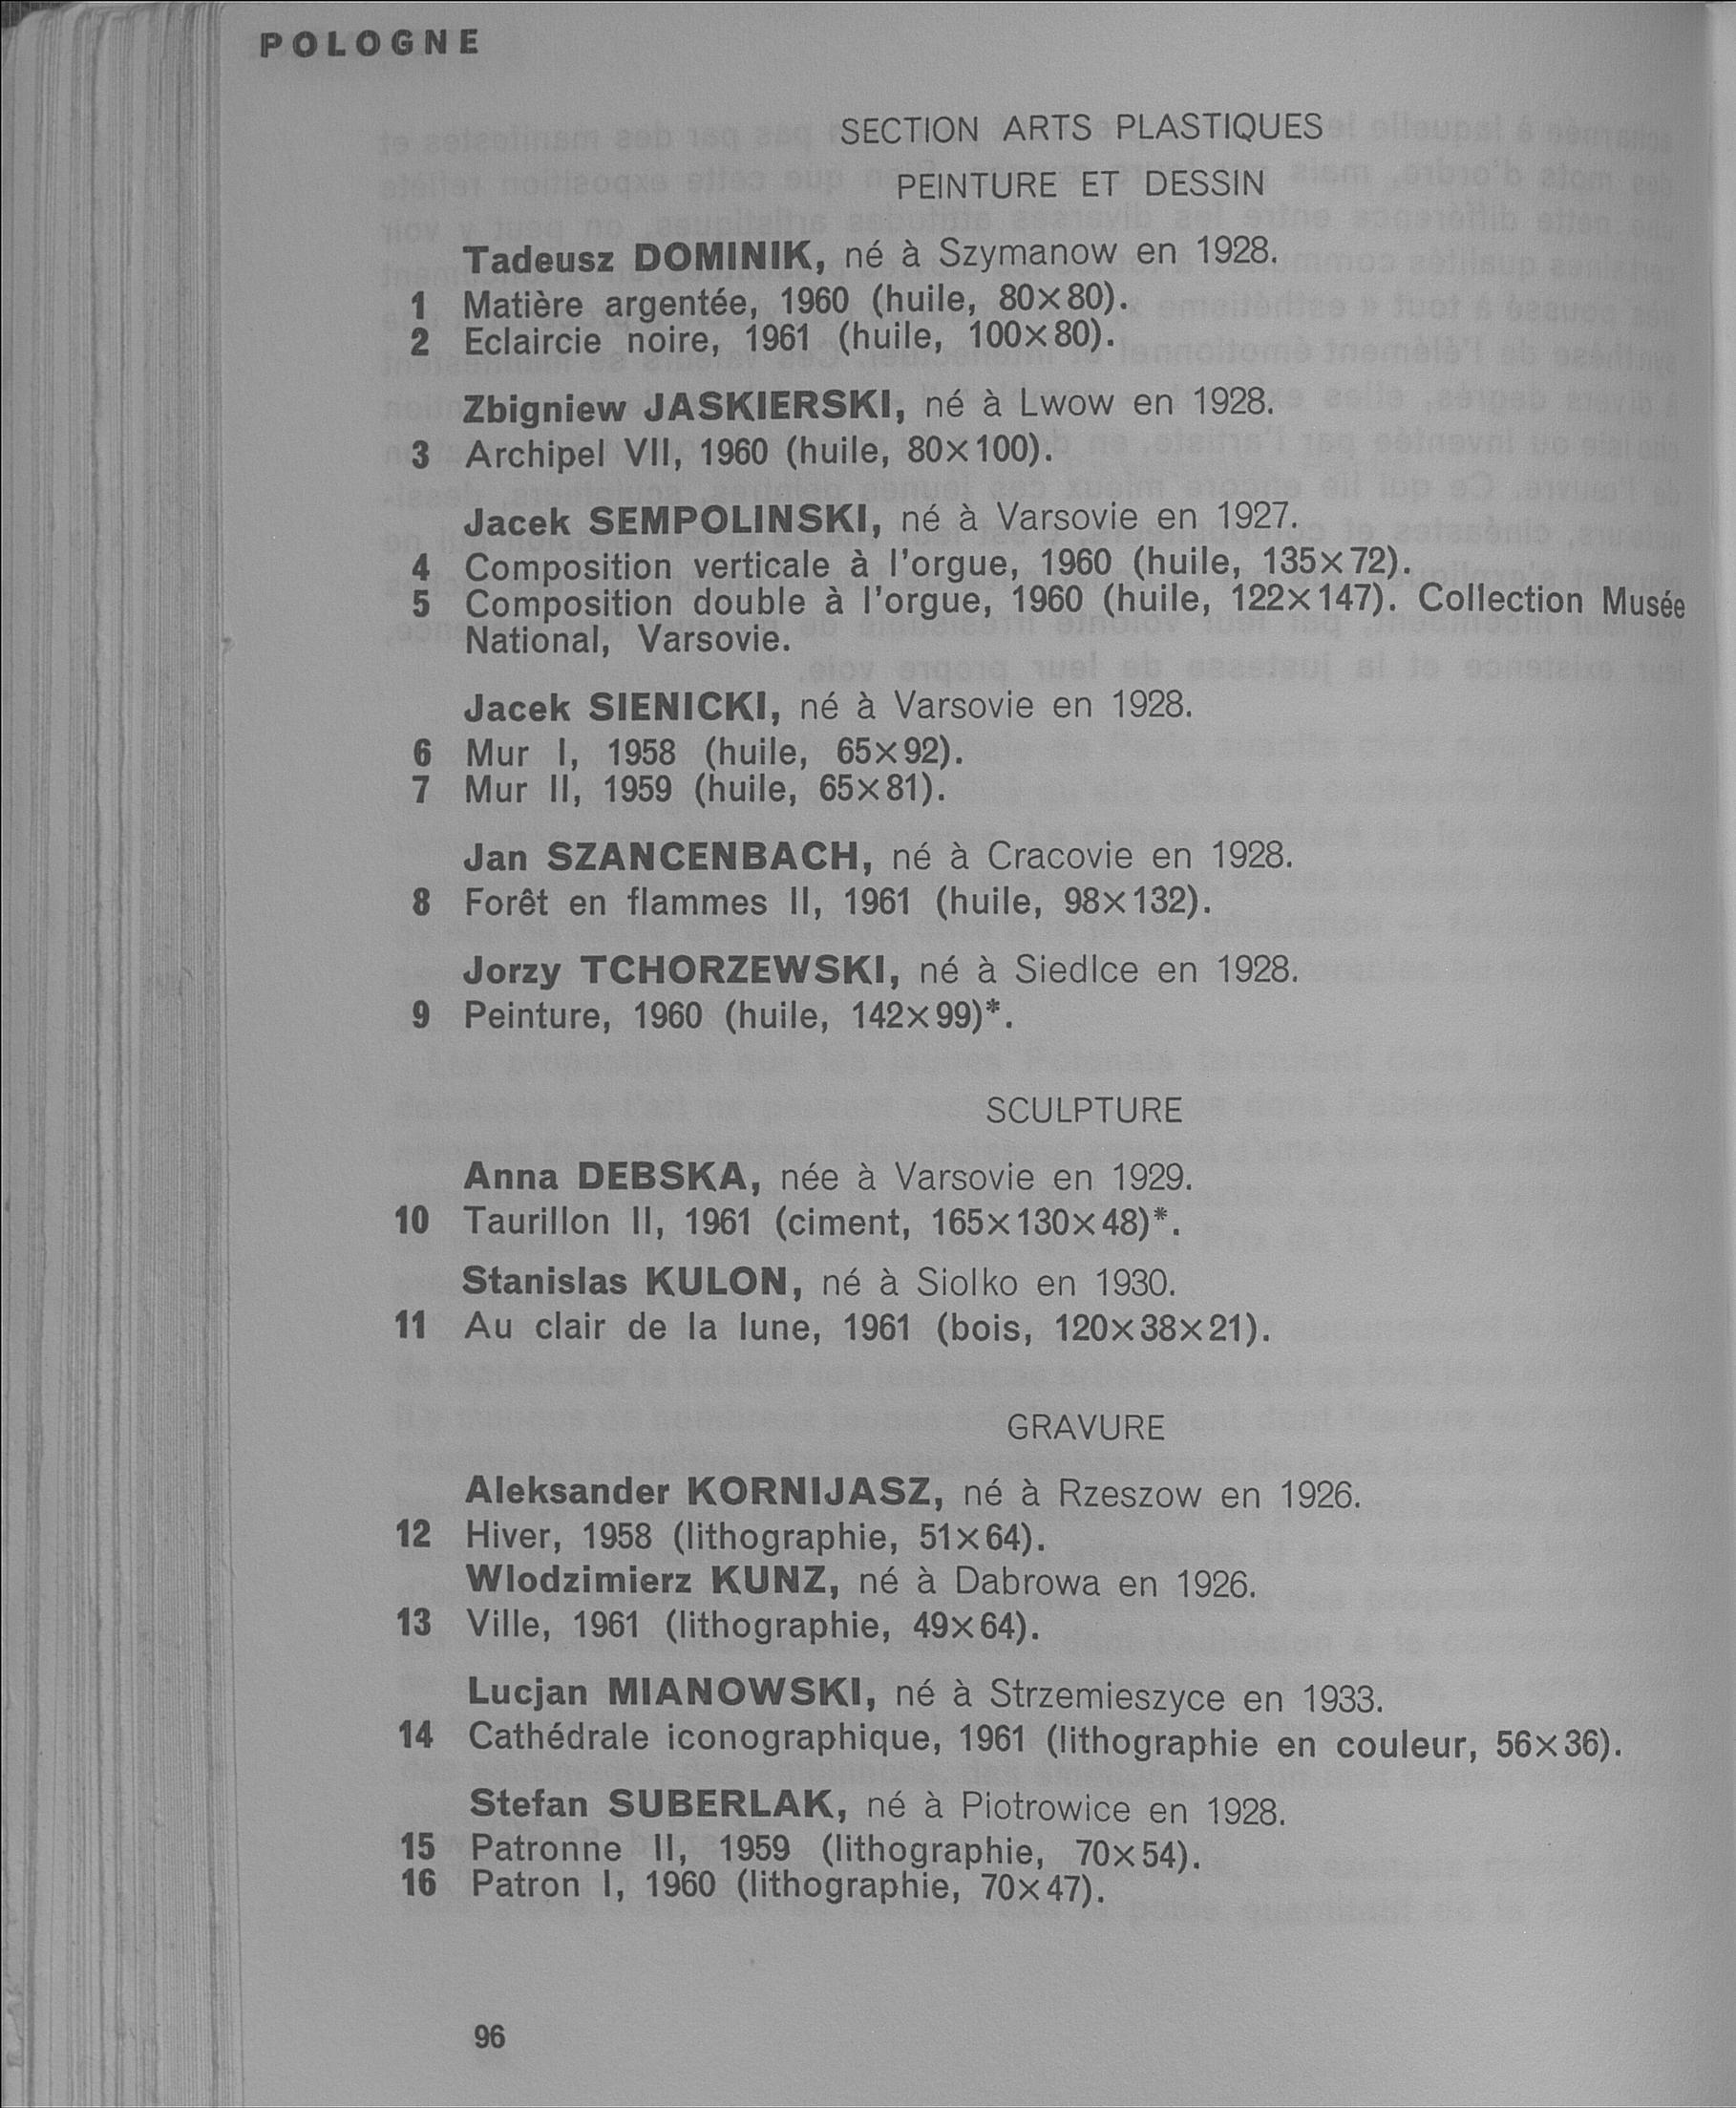 POLOGNE
SECTION ARTS PLASTIQUES
PEINTURE ET DESSIN
Tadeusz DOMINIK, né à Szymanow en 1928.
1 Matière argentée, 1960 (huile, 80×80).
2 Eclaircie noire, 1961 (huile, 100×80).
Zbigniew JASKIERSKI, né à Lwow en 1928.
3 Archipel VII, 1960 (huile, 80×100).
Jacek SEMPOLINSKI, né à Varsovie en 1927.
4 Composition verticale à l'orgue, 1960 (huile, 135×72).
5 Composition double à l'orgue, 1960 (huile, 122×147). Collection Musée
National, Varsovie.
Jacek SIENICKI, né à Varsovie en 1928.
6 Mur I, 1958 (huile, 65×92).
7 Mur II, 1959 (huile, 65×81).
Jan SZANCENBACH, né à Cracovie en 1928.
8 Forêt en flammes II, 1961 (huile, 98×132).
Jorzy TCHORZEWSKI, né à Siedlce en 1928.
9 Peinture, 1960 (huile, 142×99)*.
SCULPTURE
Anna DEBSKA, née à Varsovie en 1929.
10 Taurillon II, 1961 (ciment, 165×130×48)*.
Stanislas KULON, né à Siolko en 1930.
11 Au clair de la lune, 1961 (bois, 120×38×21).
GRAVURE
Aleksander KORNIJASZ, né à Rzeszow en 1926.
12 Hiver, 1958 (lithographie, 51×64).
Wlodzimierz KUNZ, né à Dabrowa en 1926.
13 Ville, 1961 (lithographie, 49×64).
Lucjan MIANOWSKI, né à Strzemieszyce en 1933.
14 Cathédrale iconographique, 1961 (lithographie en couleur, 56×36).
Stefan SUBERLAK, né à Piotrowice en 1928.
15 Patronne II, 1959 (lithographie, 70×54).
16 Patron I, 1960 (lithographie, 70×47).
96